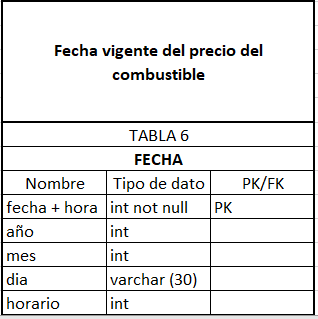 Fecha vigente del precio del
combustible
TABLA 6
FECHA
Nombre Tipo de dato PK/FK
fecha + hora int not null PK
año int
mes int
dia varchar (30)
horario int